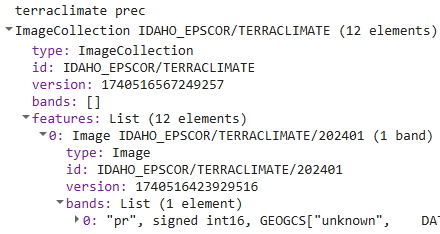 terraclimate prec
ImageCollection IDAHO_EPSCOR/TERRACLIMATE (12 elements)
type: ImageCollection
id: IDAHO_EPSCOR/TERRACLIMATE
version: 1740516567249257
bands: []
features: List (12 elements)
0: Image IDAHO_EPSCOR/TERRACLIMATE/202401 (1 band)
type: Image
id: IDAHO_EPSCOR/TERRACLIMATE/202401
version: 1740516423929516
bands: List (1 element)
0: "pr", signed int16, GEOGCS["unknown", DA